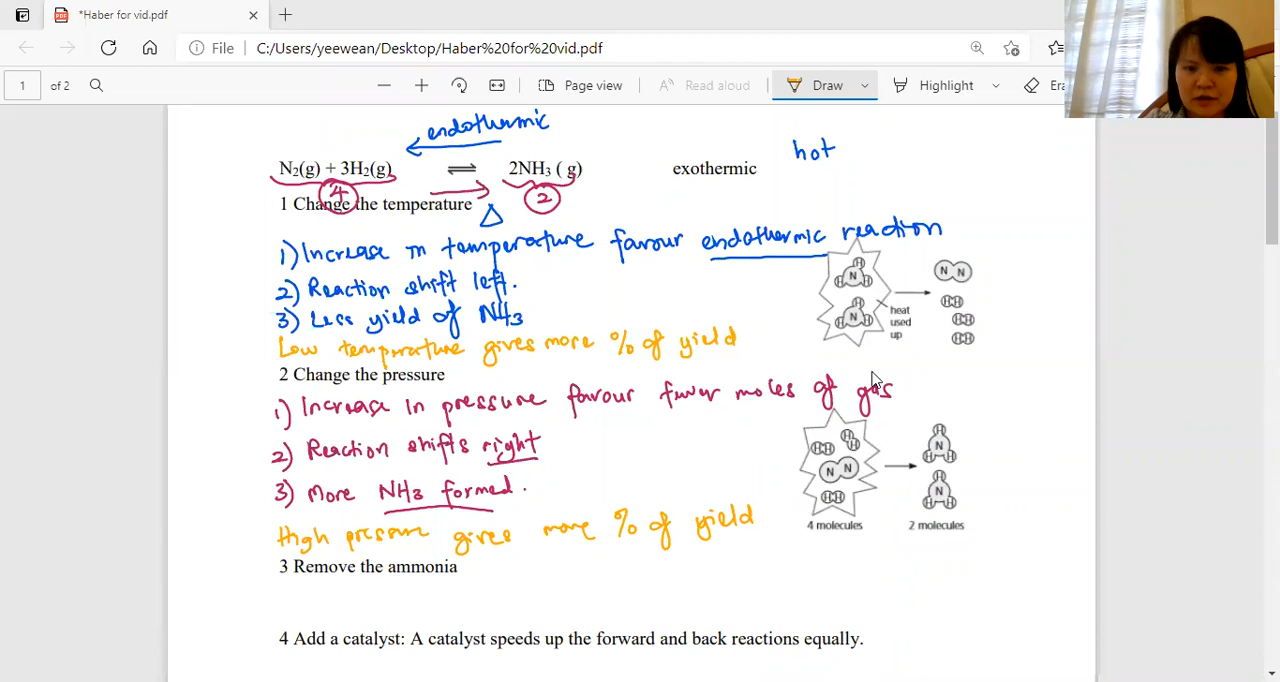 *Haber for vid.pdf
File C:/Users/yeewean/Desktop/Haber%20for%20vid.pdf
1 of 2 Page view Read aloud Draw Highlight Era
endothermic
hot
N₂(g) + 3H₂(g) ⇌ 2NH₃ ( g) exothermic
4 2
1 Change the temperature
Δ
1) Increase in temperature favour endothermic reaction
2) Reaction shift left.
3) Less yield of NH3
N N
N H H H
H H
H H
H H
N H H H
heat
used
up
Low temperature gives more % of yield
2 Change the pressure
1) Increase in pressure favour fewer moles of gas
2) Reaction shifts right
3) More NH3 formed.
H H H H
N N
H H
H N H H
H N H H
4 molecules 2 molecules
High pressure gives more % of yield
3 Remove the ammonia
4 Add a catalyst: A catalyst speeds up the forward and back reactions equally.